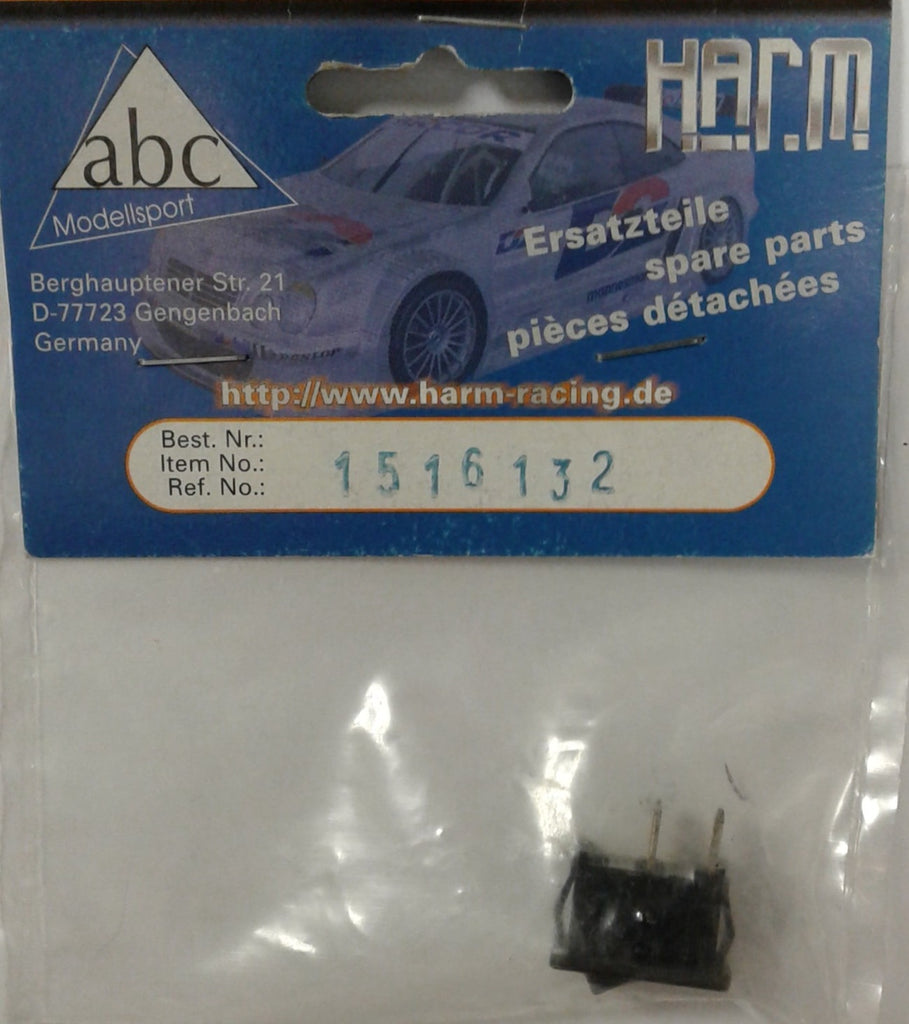 abc
Modellsport
HARM
Ersatzteile
spare parts
pièces détachées
Berghauptener Str. 21
D-77723 Gengenbach
Germany
http://www.harm-racing.de
Best. Nr.:
Item No.:
Ref. No.:
1516132